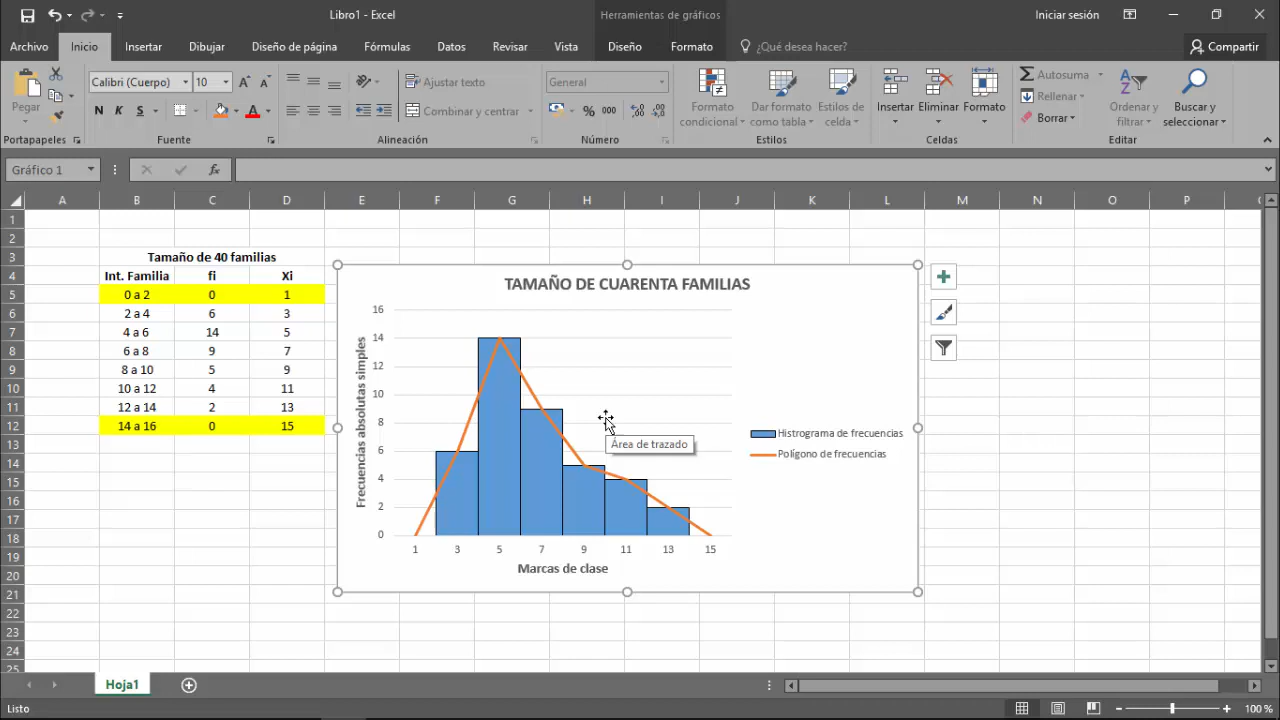 Libro1 - Excel
Herramientas de gráficos
Iniciar sesión
Archivo Inicio Insertar Dibujar Diseño de página Fórmulas Datos Revisar Vista Diseño Formato ¿Qué desea hacer? Compartir
Pegar
Calibri (Cuerpo) 10
N K S
Ajustar texto
Combinar y centrar
General
% 000
Formato condicional
Dar formato como tabla
Estilos de celda
Insertar
Eliminar
Formato
Autosuma
Rellenar
Borrar
Ordenar y filtrar
Buscar y seleccionar
Portapapeles Fuente Alineación Número Estilos Celdas Editar
Gráfico 1 fx
A B C D E F G H I J K L M N O P Q
1
2
3 Tamaño de 40 familias
4 Int. Familia fi Xi
5 0 a 2 0 1
6 2 a 4 6 3
7 4 a 6 14 5
8 6 a 8 9 7
9 8 a 10 5 9
10 10 a 12 4 11
11 12 a 14 2 13
12 14 a 16 0 15
13
14
15
16
17
18
19
20
21
22
23
24
25
TAMAÑO DE CUARENTA FAMILIAS
Frecuencias absolutas simples
16
14
12
10
8
6
4
2
0
1 3 5 7 9 11 13 15
Marcas de clase
Área de trazado
Histrograma de frecuencias
Polígono de frecuencias
Hoja1
Listo
100 %